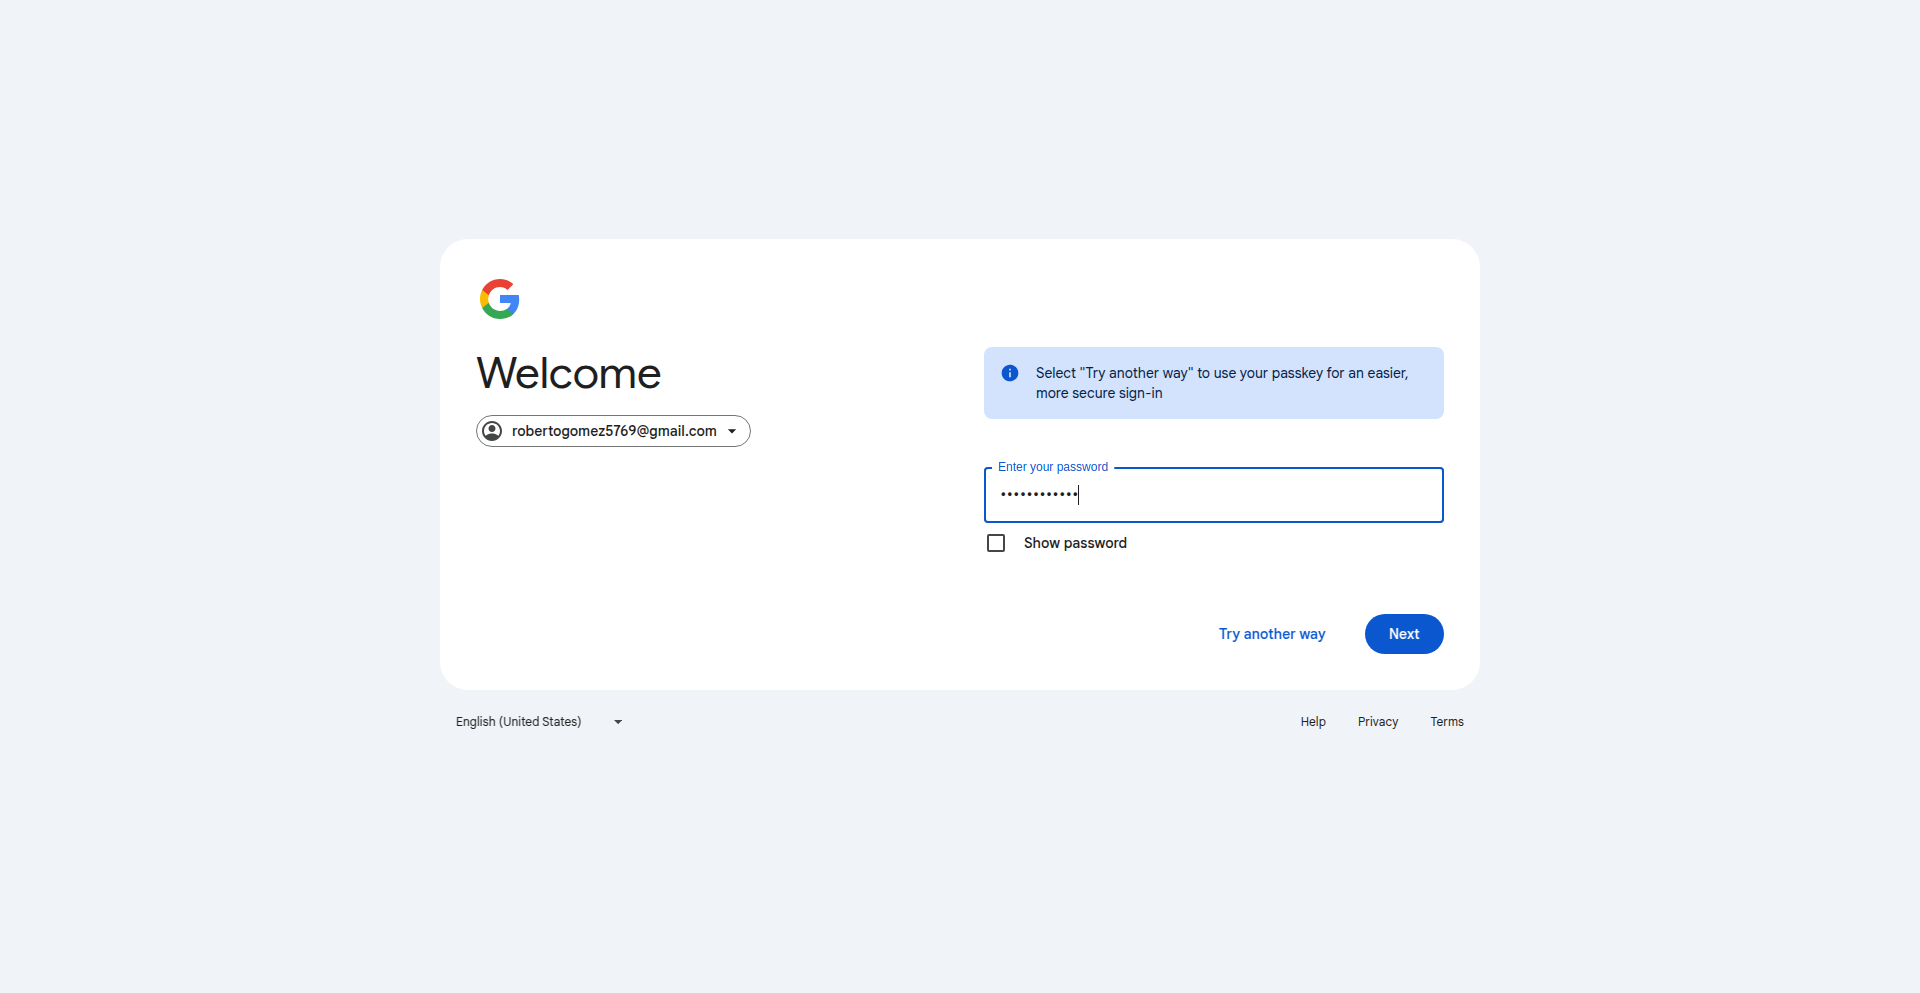 Welcome
robertogomez5769@gmail.com
Select "Try another way" to use your passkey for an easier,
more secure sign-in
Enter your password
••••••••••••
Show password
Try another way
Next
English (United States)
Help
Privacy
Terms